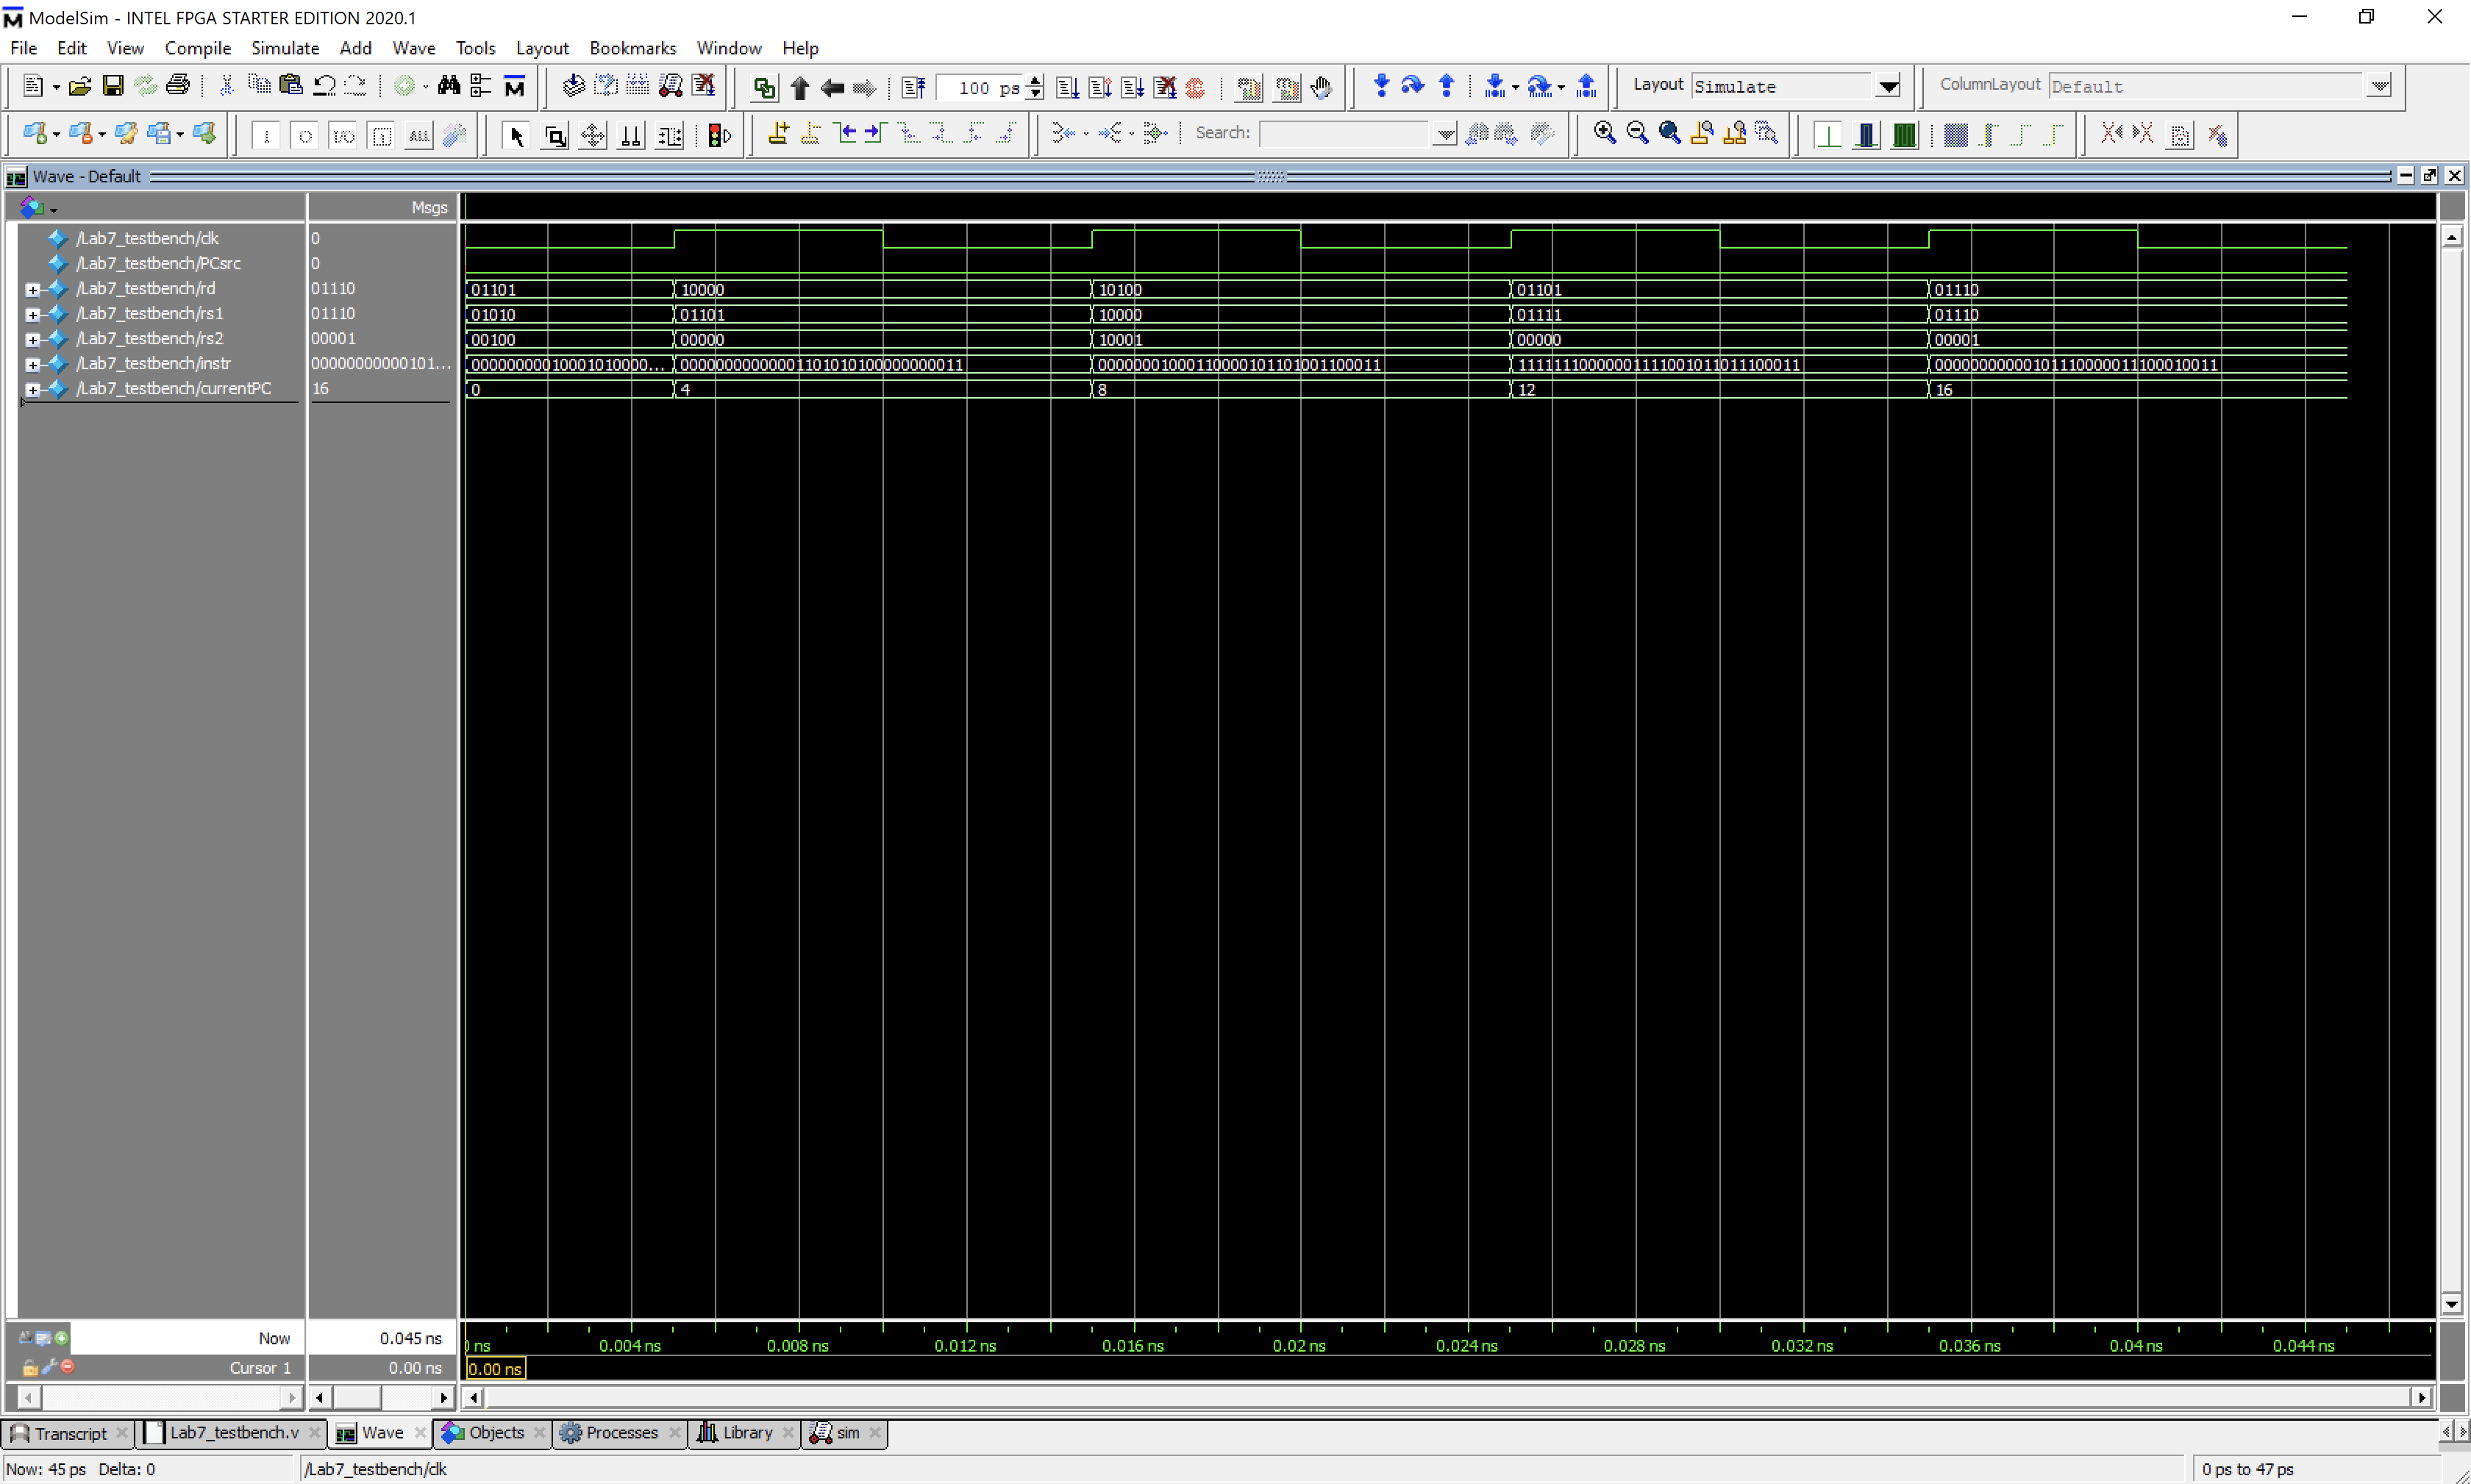 ModelSim - INTEL FPGA STARTER EDITION 2020.1
File Edit View Compile Simulate Add Wave Tools Layout Bookmarks Window Help
100 ps Layout Simulate ColumnLayout Default
I O I/O ALL Search:
Wave - Default
Msgs
/Lab7_testbench/clk 0
/Lab7_testbench/PCsrc 0
/Lab7_testbench/rd 01110 01101 10000 10100 01101 01110
/Lab7_testbench/rs1 01110 01010 01101 10000 01111 01110
/Lab7_testbench/rs2 00001 00100 00000 10001 00000 00001
/Lab7_testbench/instr 00000000000101... 0000000001000101 0000... 00000000000001101010100000000011 00000001000110000101101001100011 11111110000001111001011011100011 00000000000101110000011100010011
/Lab7_testbench/currentPC 16 0 4 8 12 16
Now 0.045 ns ns 0.004 ns 0.008 ns 0.012 ns 0.016 ns 0.02 ns 0.024 ns 0.028 ns 0.032 ns 0.036 ns 0.04 ns 0.044 ns
Cursor 1 0.00 ns 0.00 ns
Transcript Lab7_testbench.v Wave Objects Processes Library sim
Now: 45 ps Delta: 0 /Lab7_testbench/clk 0 ps to 47 ps